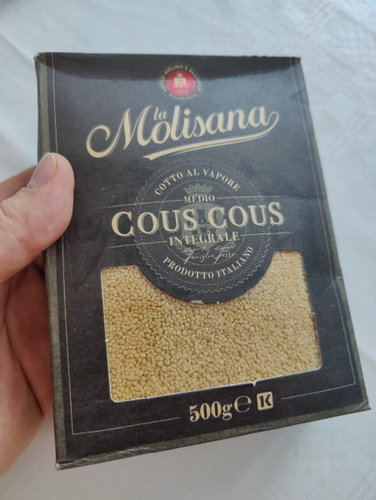 la
Molisana
COTTO AL VAPORE
MEDIO
COUS COUS
INTEGRALE
PRODOTTO ITALIANO
500g ℮ K